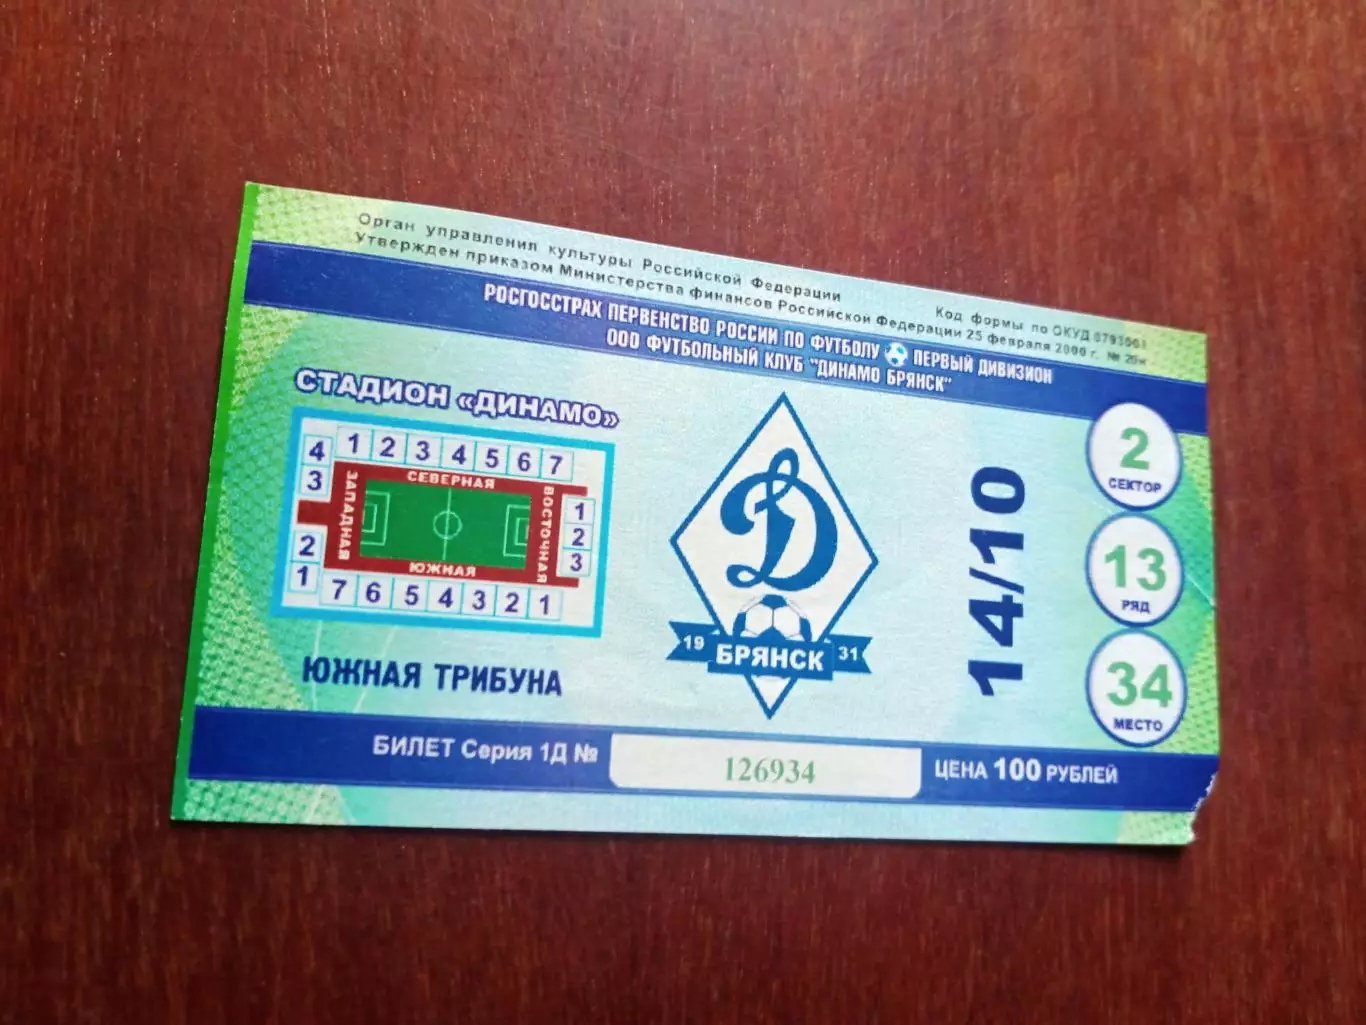 Орган управления культуры Российской Федерации
Код формы по ОКУД 0793001
Утвержден приказом Министерства финансов Российской Федерации 25 февраля 2000 г. № 20н
РОСГОССТРАХ ПЕРВЕНСТВО РОССИИ ПО ФУТБОЛУ ПЕРВЫЙ ДИВИЗИОН
ООО ФУТБОЛЬНЫЙ КЛУБ "ДИНАМО БРЯНСК"
СТАДИОН «ДИНАМО»
1 2 3 4 5 6 7
4
3
2
1
СЕВЕРНАЯ
ЗАПАДНАЯ
ВОСТОЧНАЯ
ЮЖНАЯ
1
2
3
7 6 5 4 3 2 1
ЮЖНАЯ ТРИБУНА
Д
19 БРЯНСК 31
14/10
2
СЕКТОР
13
РЯД
34
МЕСТО
БИЛЕТ Серия 1Д № 126934
ЦЕНА 100 РУБЛЕЙ